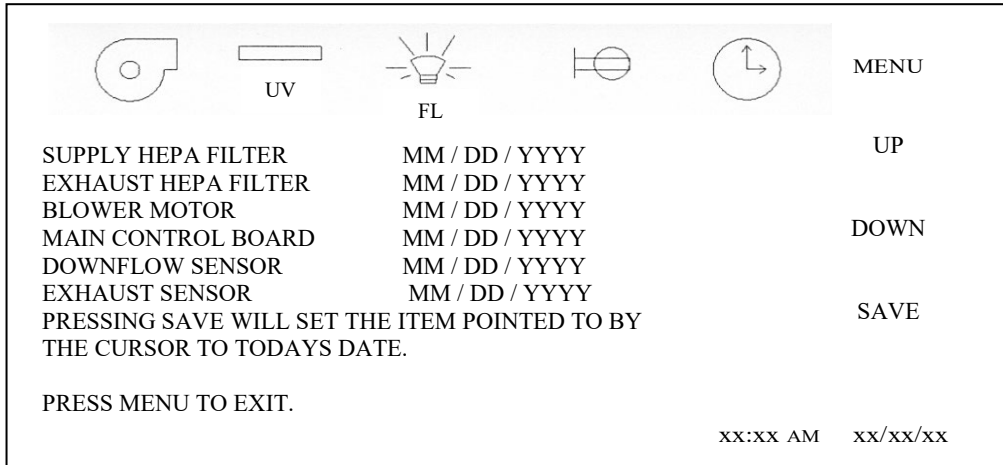 MENU
UV
FL
UP
SUPPLY HEPA FILTER MM / DD / YYYY
EXHAUST HEPA FILTER MM / DD / YYYY
BLOWER MOTOR MM / DD / YYYY
MAIN CONTROL BOARD MM / DD / YYYY
DOWNFLOW SENSOR MM / DD / YYYY
EXHAUST SENSOR MM / DD / YYYY
DOWN
PRESSING SAVE WILL SET THE ITEM POINTED TO BY
THE CURSOR TO TODAYS DATE.
SAVE
PRESS MENU TO EXIT.
xx:xx AM xx/xx/xx